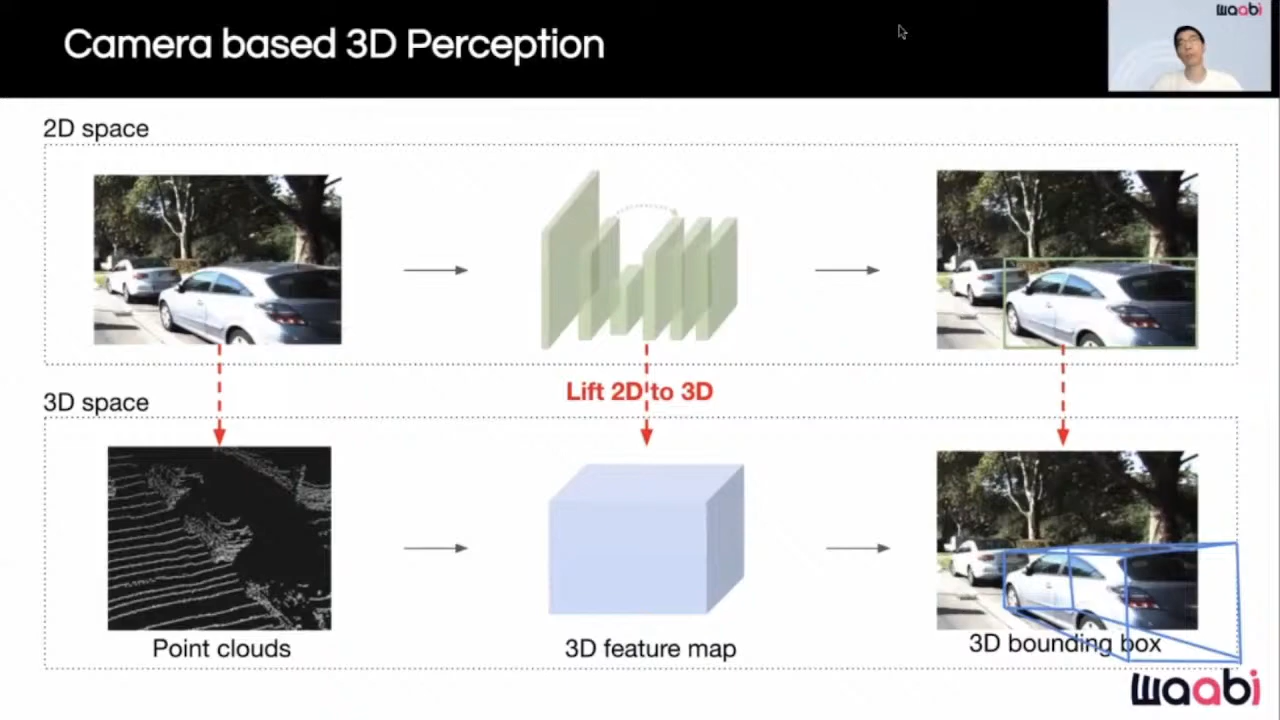 Camera based 3D Perception
waabi
2D space
Lift 2D to 3D
3D space
Point clouds
3D feature map
3D bounding box
waabi